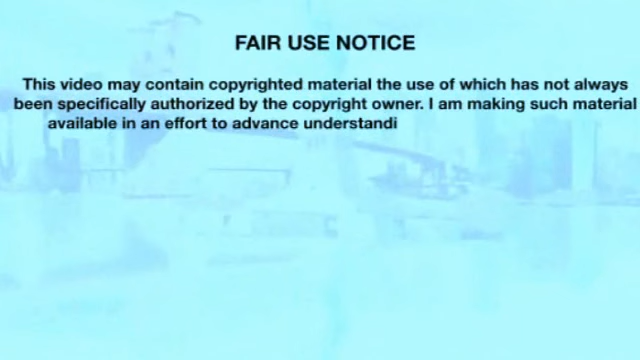 FAIR USE NOTICE
This video may contain copyrighted material the use of which has not always
been specifically authorized by the copyright owner. I am making such material
available in an effort to advance understandi